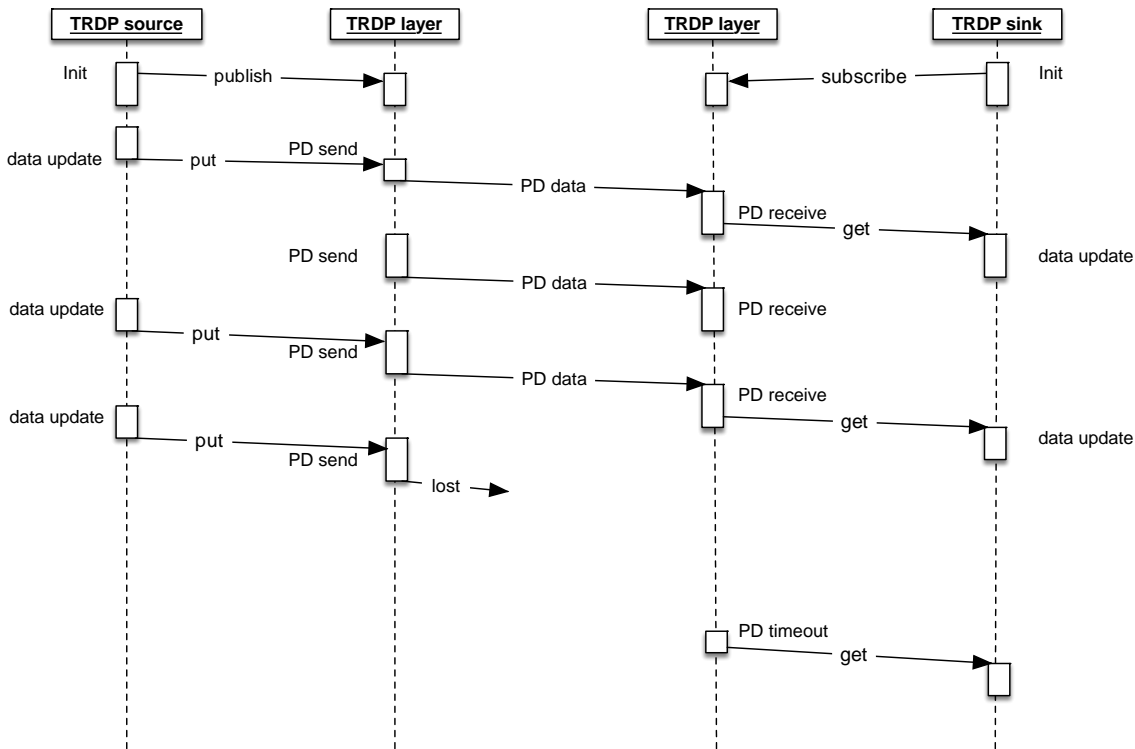 TRDP source
TRDP layer
TRDP layer
TRDP sink
Init
publish
subscribe
Init
data update
put
PD send
PD data
PD receive
get
data update
PD send
PD data
PD receive
data update
put
PD send
PD data
PD receive
get
data update
data update
put
PD send
lost
PD timeout
get